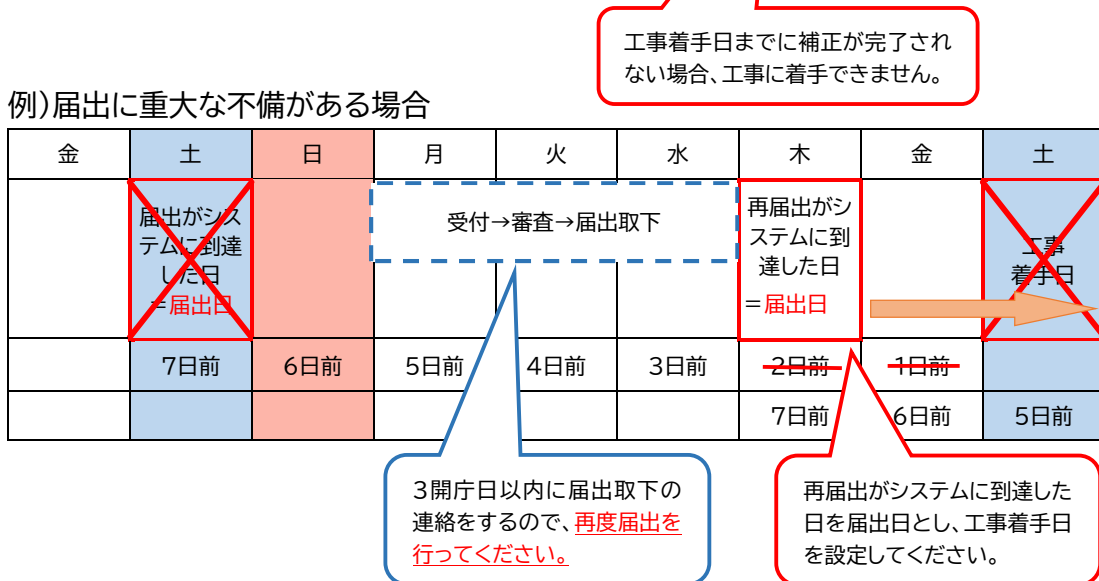 工事着手日までに補正が完了され
ない場合、工事に着手できません。
例)届出に重大な不備がある場合
金 土 日 月 火 水 木 金 土
届出がシス
テムに到達
した日
=届出日
受付→審査→届出取下
再届出がシ
ステムに到
達した日
=届出日
工事
着手日
7日前 6日前 5日前 4日前 3日前 2日前 1日前
7日前 6日前 5日前
3開庁日以内に届出取下の
連絡をするので、再度届出を
行ってください。
再届出がシステムに到達した
日を届出日とし、工事着手日
を設定してください。